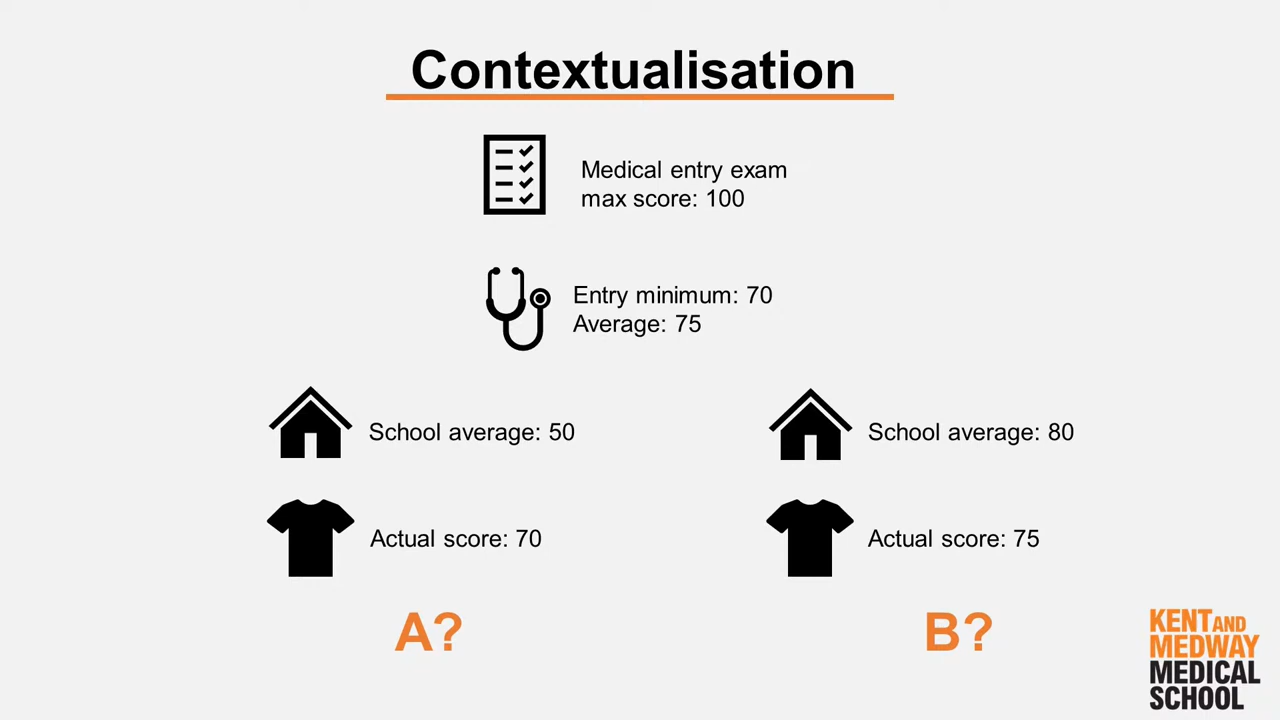 Contextualisation
Medical entry exam
max score: 100
Entry minimum: 70
Average: 75
School average: 50
School average: 80
Actual score: 70
Actual score: 75
A?
B?
KENT AND
MEDWAY
MEDICAL
SCHOOL